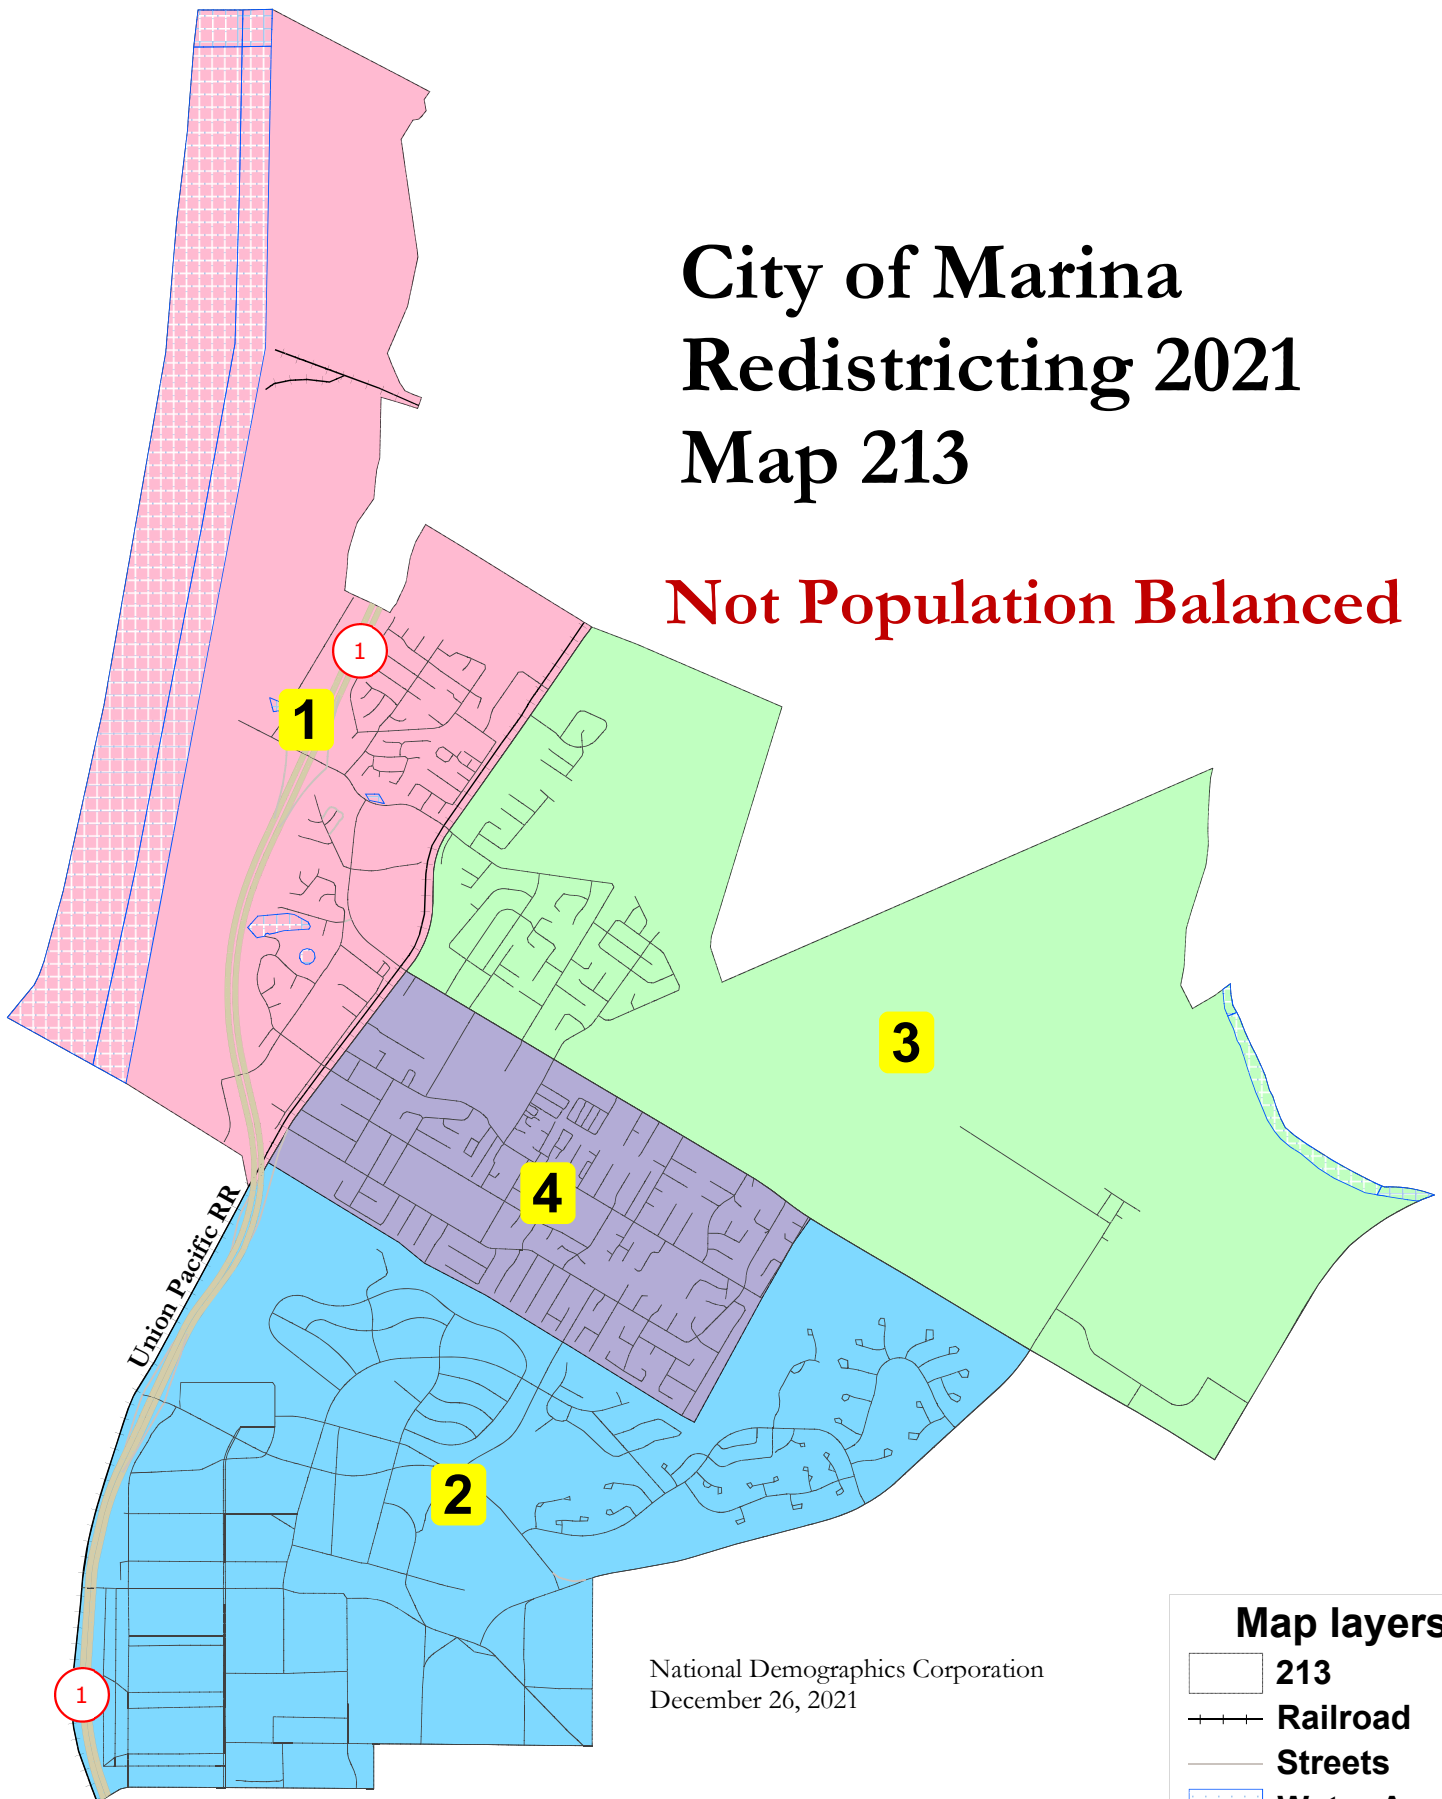 City of Marina
Redistricting 2021
Map 213
Not Population Balanced
1
1
3
4
Union Pacific RR
2
1
National Demographics Corporation
December 26, 2021
Map layers
213
Railroad
Streets